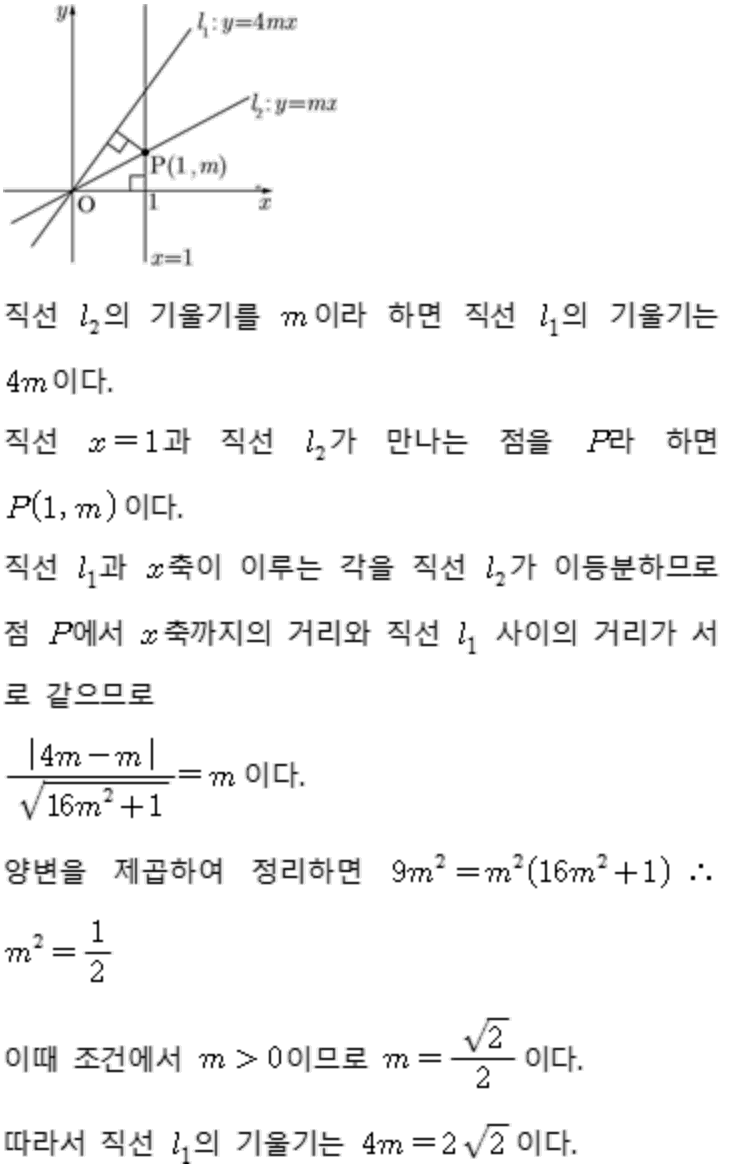 y
l₁: y=4mx
l₂: y=mx
P(1, m)
O 1 x
x=1
직선 l₂의 기울기를 m이라 하면 직선 l₁의 기울기는
4m이다.
직선 x=1과 직선 l₂가 만나는 점을 P라 하면
P(1, m)이다.
직선 l₁과 x축이 이루는 각을 직선 l₂가 이등분하므로
점 P에서 x축까지의 거리와 직선 l₁ 사이의 거리가 서
로 같으므로
|4m-m| / √(16m²+1) = m 이다.
양변을 제곱하여 정리하면 9m²=m²(16m²+1) ∴
m² = 1/2
이때 조건에서 m>0이므로 m = √2/2 이다.
따라서 직선 l₁의 기울기는 4m=2√2 이다.